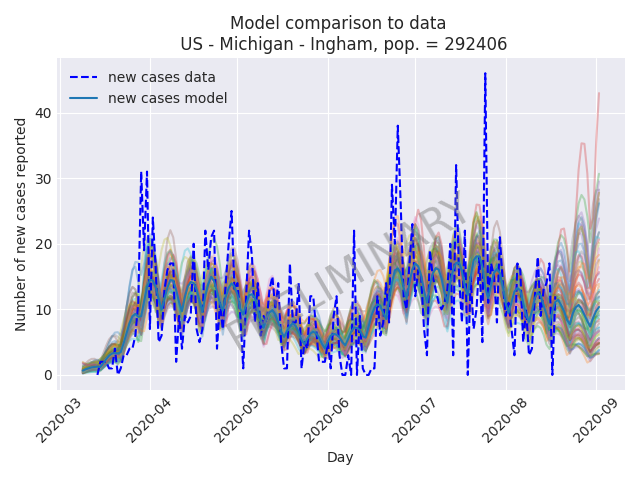 Model comparison to data
US - Michigan - Ingham, pop. = 292406
new cases data
new cases model
Number of new cases reported
40
30
20
10
0
PRELIMINARY
2020-03
2020-04
2020-05
2020-06
2020-07
2020-08
2020-09
Day